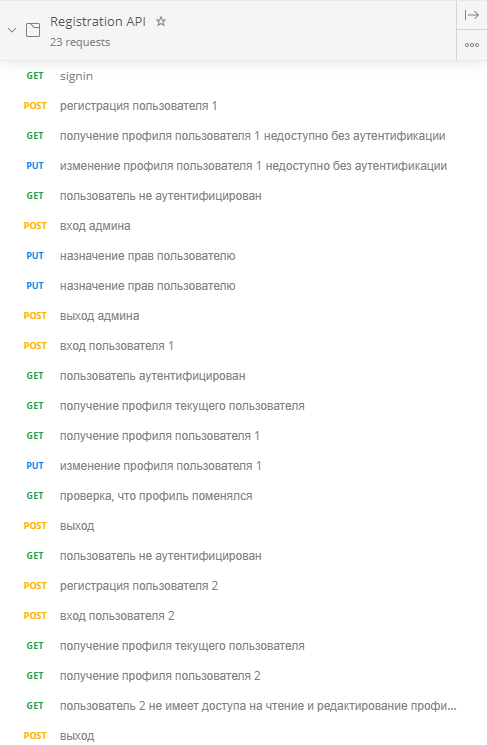 Registration API
23 requests
GET signin
POST регистрация пользователя 1
GET получение профиля пользователя 1 недоступно без аутентификации
PUT изменение профиля пользователя 1 недоступно без аутентификации
GET пользователь не аутентифицирован
POST вход админа
PUT назначение прав пользователю
PUT назначение прав пользователю
POST выход админа
POST вход пользователя 1
GET пользователь аутентифицирован
GET получение профиля текущего пользователя
GET получение профиля пользователя 1
PUT изменение профиля пользователя 1
GET проверка, что профиль поменялся
POST выход
GET пользователь не аутентифицирован
POST регистрация пользователя 2
POST вход пользователя 2
GET получение профиля текущего пользователя
GET получение профиля пользователя 2
GET пользователь 2 не имеет доступа на чтение и редактирование профи...
POST выход